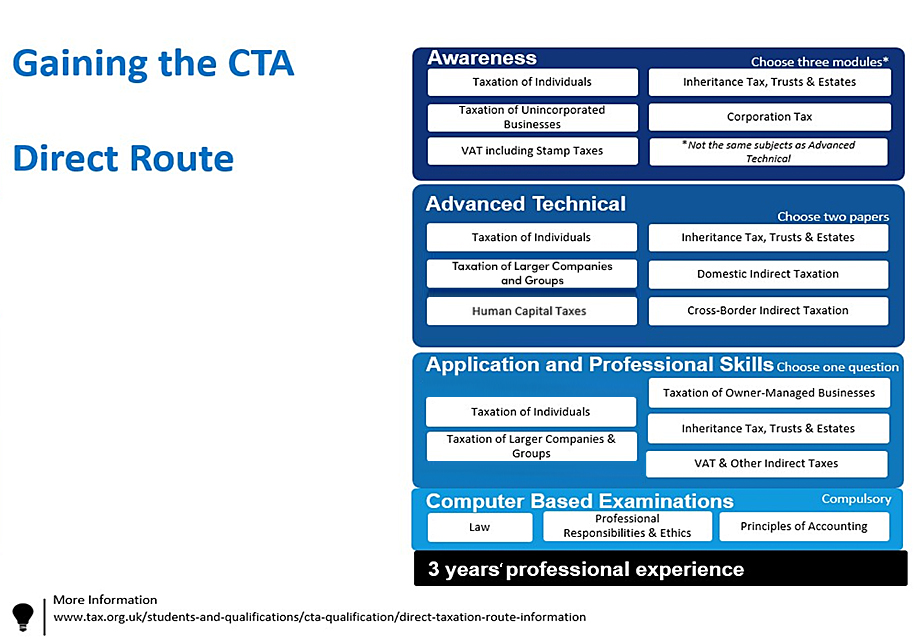 Gaining the CTA
Direct Route
Awareness
Choose three modules*
Taxation of Individuals
Inheritance Tax, Trusts & Estates
Taxation of Unincorporated
Businesses
Corporation Tax
VAT including Stamp Taxes
*Not the same subjects as Advanced
Technical
Advanced Technical
Choose two papers
Taxation of Individuals
Inheritance Tax, Trusts & Estates
Taxation of Larger Companies
and Groups
Domestic Indirect Taxation
Human Capital Taxes
Cross-Border Indirect Taxation
Application and Professional Skills
Choose one question
Taxation of Owner-Managed Businesses
Taxation of Individuals
Inheritance Tax, Trusts & Estates
Taxation of Larger Companies &
Groups
VAT & Other Indirect Taxes
Computer Based Examinations
Compulsory
Law
Professional
Responsibilities & Ethics
Principles of Accounting
3 years‘ professional experience
More Information
www.tax.org.uk/students-and-qualifications/cta-qualification/direct-taxation-route-information